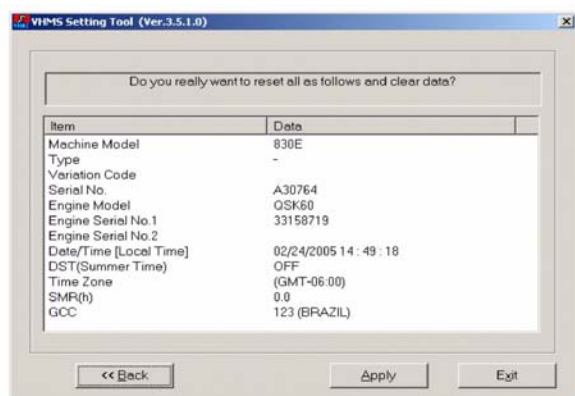 VHMS Setting Tool (Ver.3.5.1.0)
Do you really want to reset all as follows and clear data?
Item Data
Machine Model 830E
Type -
Variation Code
Serial No. A30764
Engine Model QSK60
Engine Serial No.1 33158719
Engine Serial No.2
Date/Time [Local Time] 02/24/2005 14 : 49 : 18
DST(Summer Time) OFF
Time Zone (GMT-06:00)
SMR(h) 0.0
GCC 123 (BRAZIL)
<< Back Apply Exit